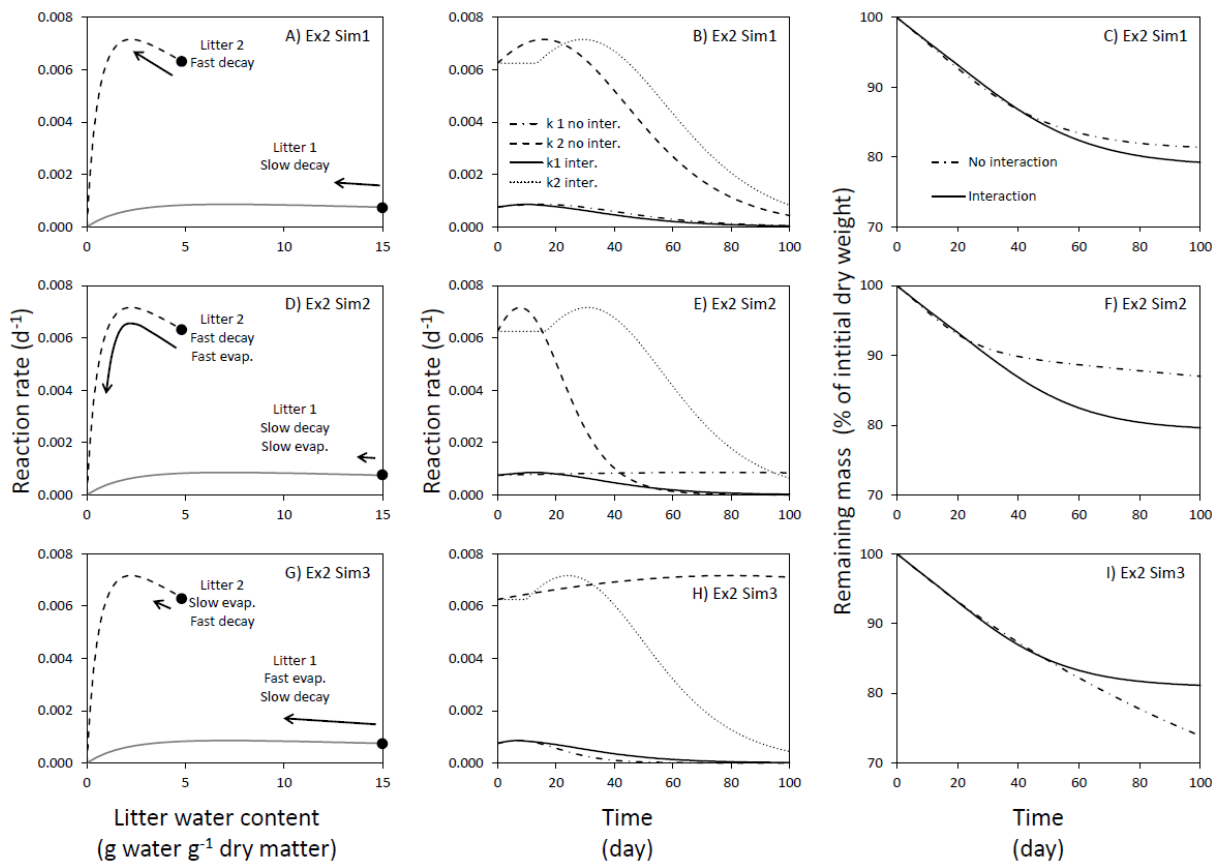 A) Ex2 Sim1
0.008
0.006
0.004
0.002
0.000
Litter 2
Fast decay
Litter 1
Slow decay
0 5 10 15
B) Ex2 Sim1
0.008
0.006
0.004
0.002
0.000
k 1 no inter.
k 2 no inter.
k1 inter.
k2 inter.
0 20 40 60 80 100
C) Ex2 Sim1
100
90
80
70
No interaction
Interaction
0 20 40 60 80 100
D) Ex2 Sim2
0.008
0.006
0.004
0.002
0.000
Litter 2
Fast decay
Fast evap.
Litter 1
Slow decay
Slow evap.
0 5 10 15
Reaction rate (d-1)
E) Ex2 Sim2
0.008
0.006
0.004
0.002
0.000
0 20 40 60 80 100
Reaction rate (d-1)
F) Ex2 Sim2
100
90
80
70
0 20 40 60 80 100
Remaining mass (% of intitial dry weight)
G) Ex2 Sim3
0.008
0.006
0.004
0.002
0.000
Litter 2
Slow evap.
Fast decay
Litter 1
Fast evap.
Slow decay
0 5 10 15
Litter water content
(g water g-1 dry matter)
H) Ex2 Sim3
0.008
0.006
0.004
0.002
0.000
0 20 40 60 80 100
Time
(day)
I) Ex2 Sim3
100
90
80
70
0 20 40 60 80 100
Time
(day)